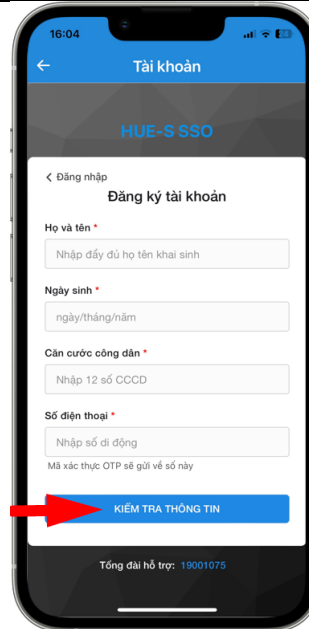 16:04
24
Tài khoản
HUE-S SSO
Đăng nhập
Đăng ký tài khoản
Họ và tên *
Nhập đầy đủ họ tên khai sinh
Ngày sinh *
ngày/tháng/năm
Căn cước công dân *
Nhập 12 số CCCD
Số điện thoại *
Nhập số di động
Mã xác thực OTP sẽ gửi về số này
KIỂM TRA THÔNG TIN
Tổng đài hỗ trợ: 19001075